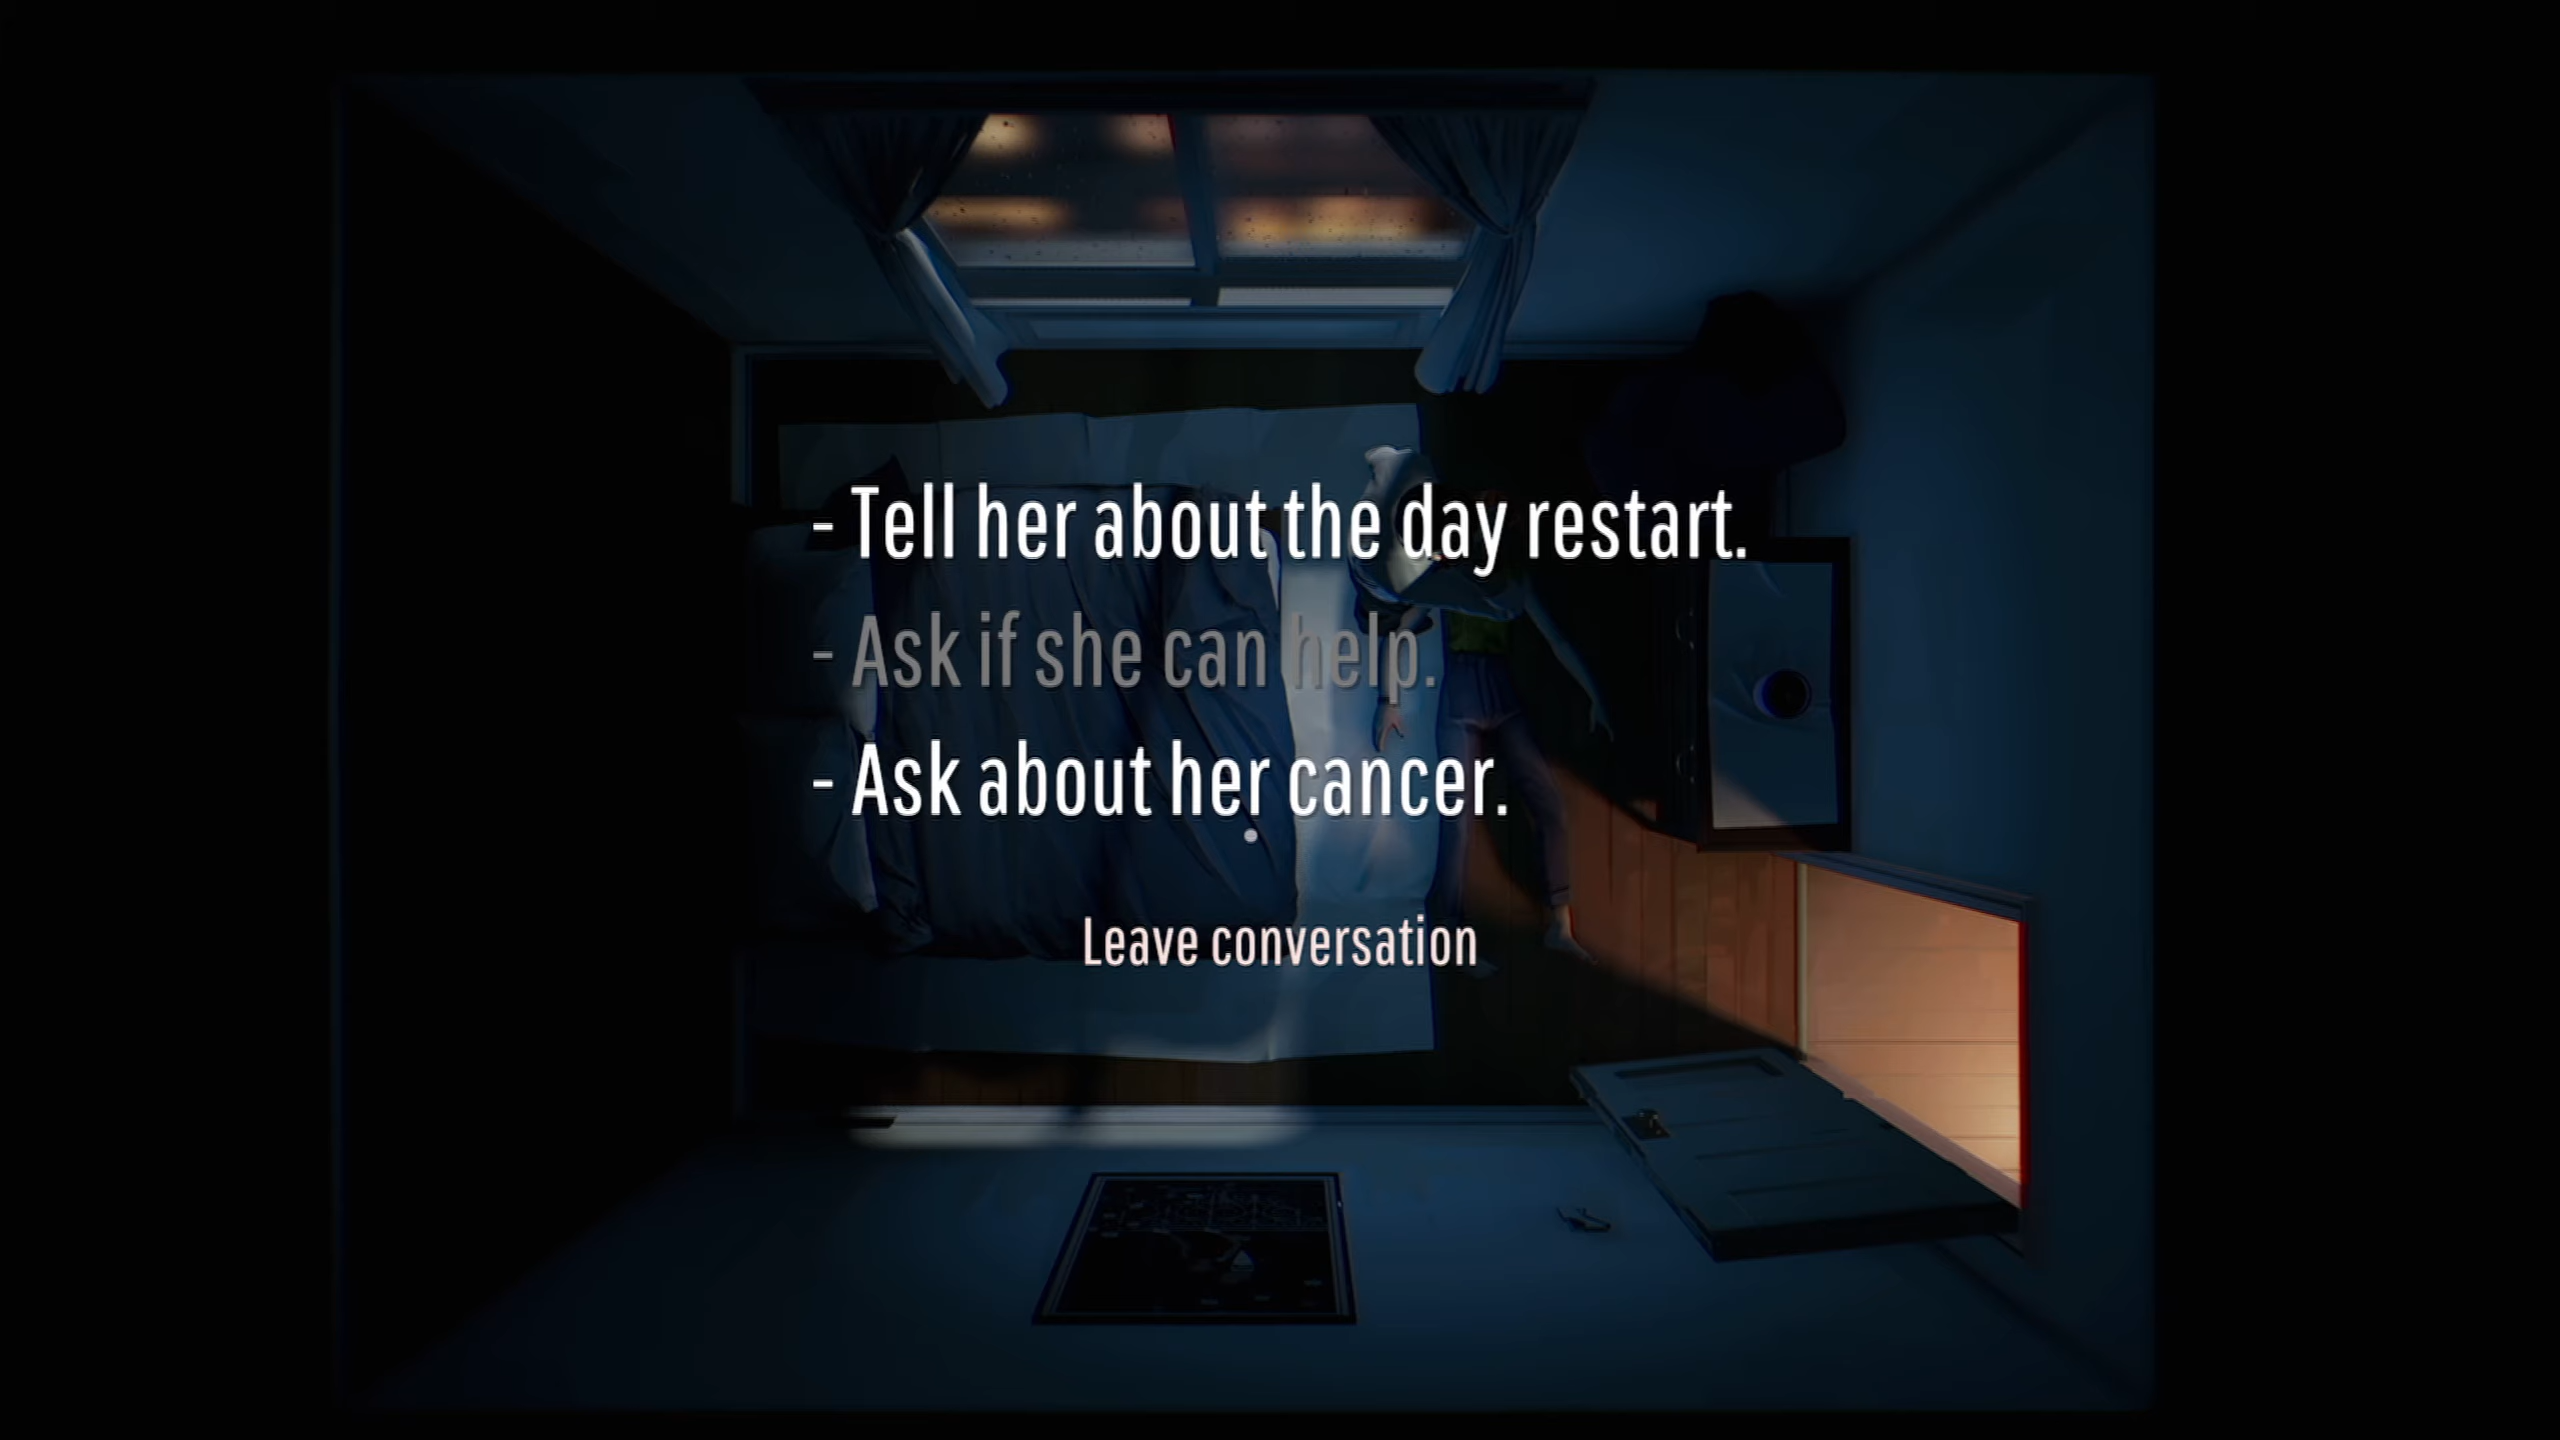 - Tell her about the day restart.
- Ask if she can help.
- Ask about her cancer.
Leave conversation